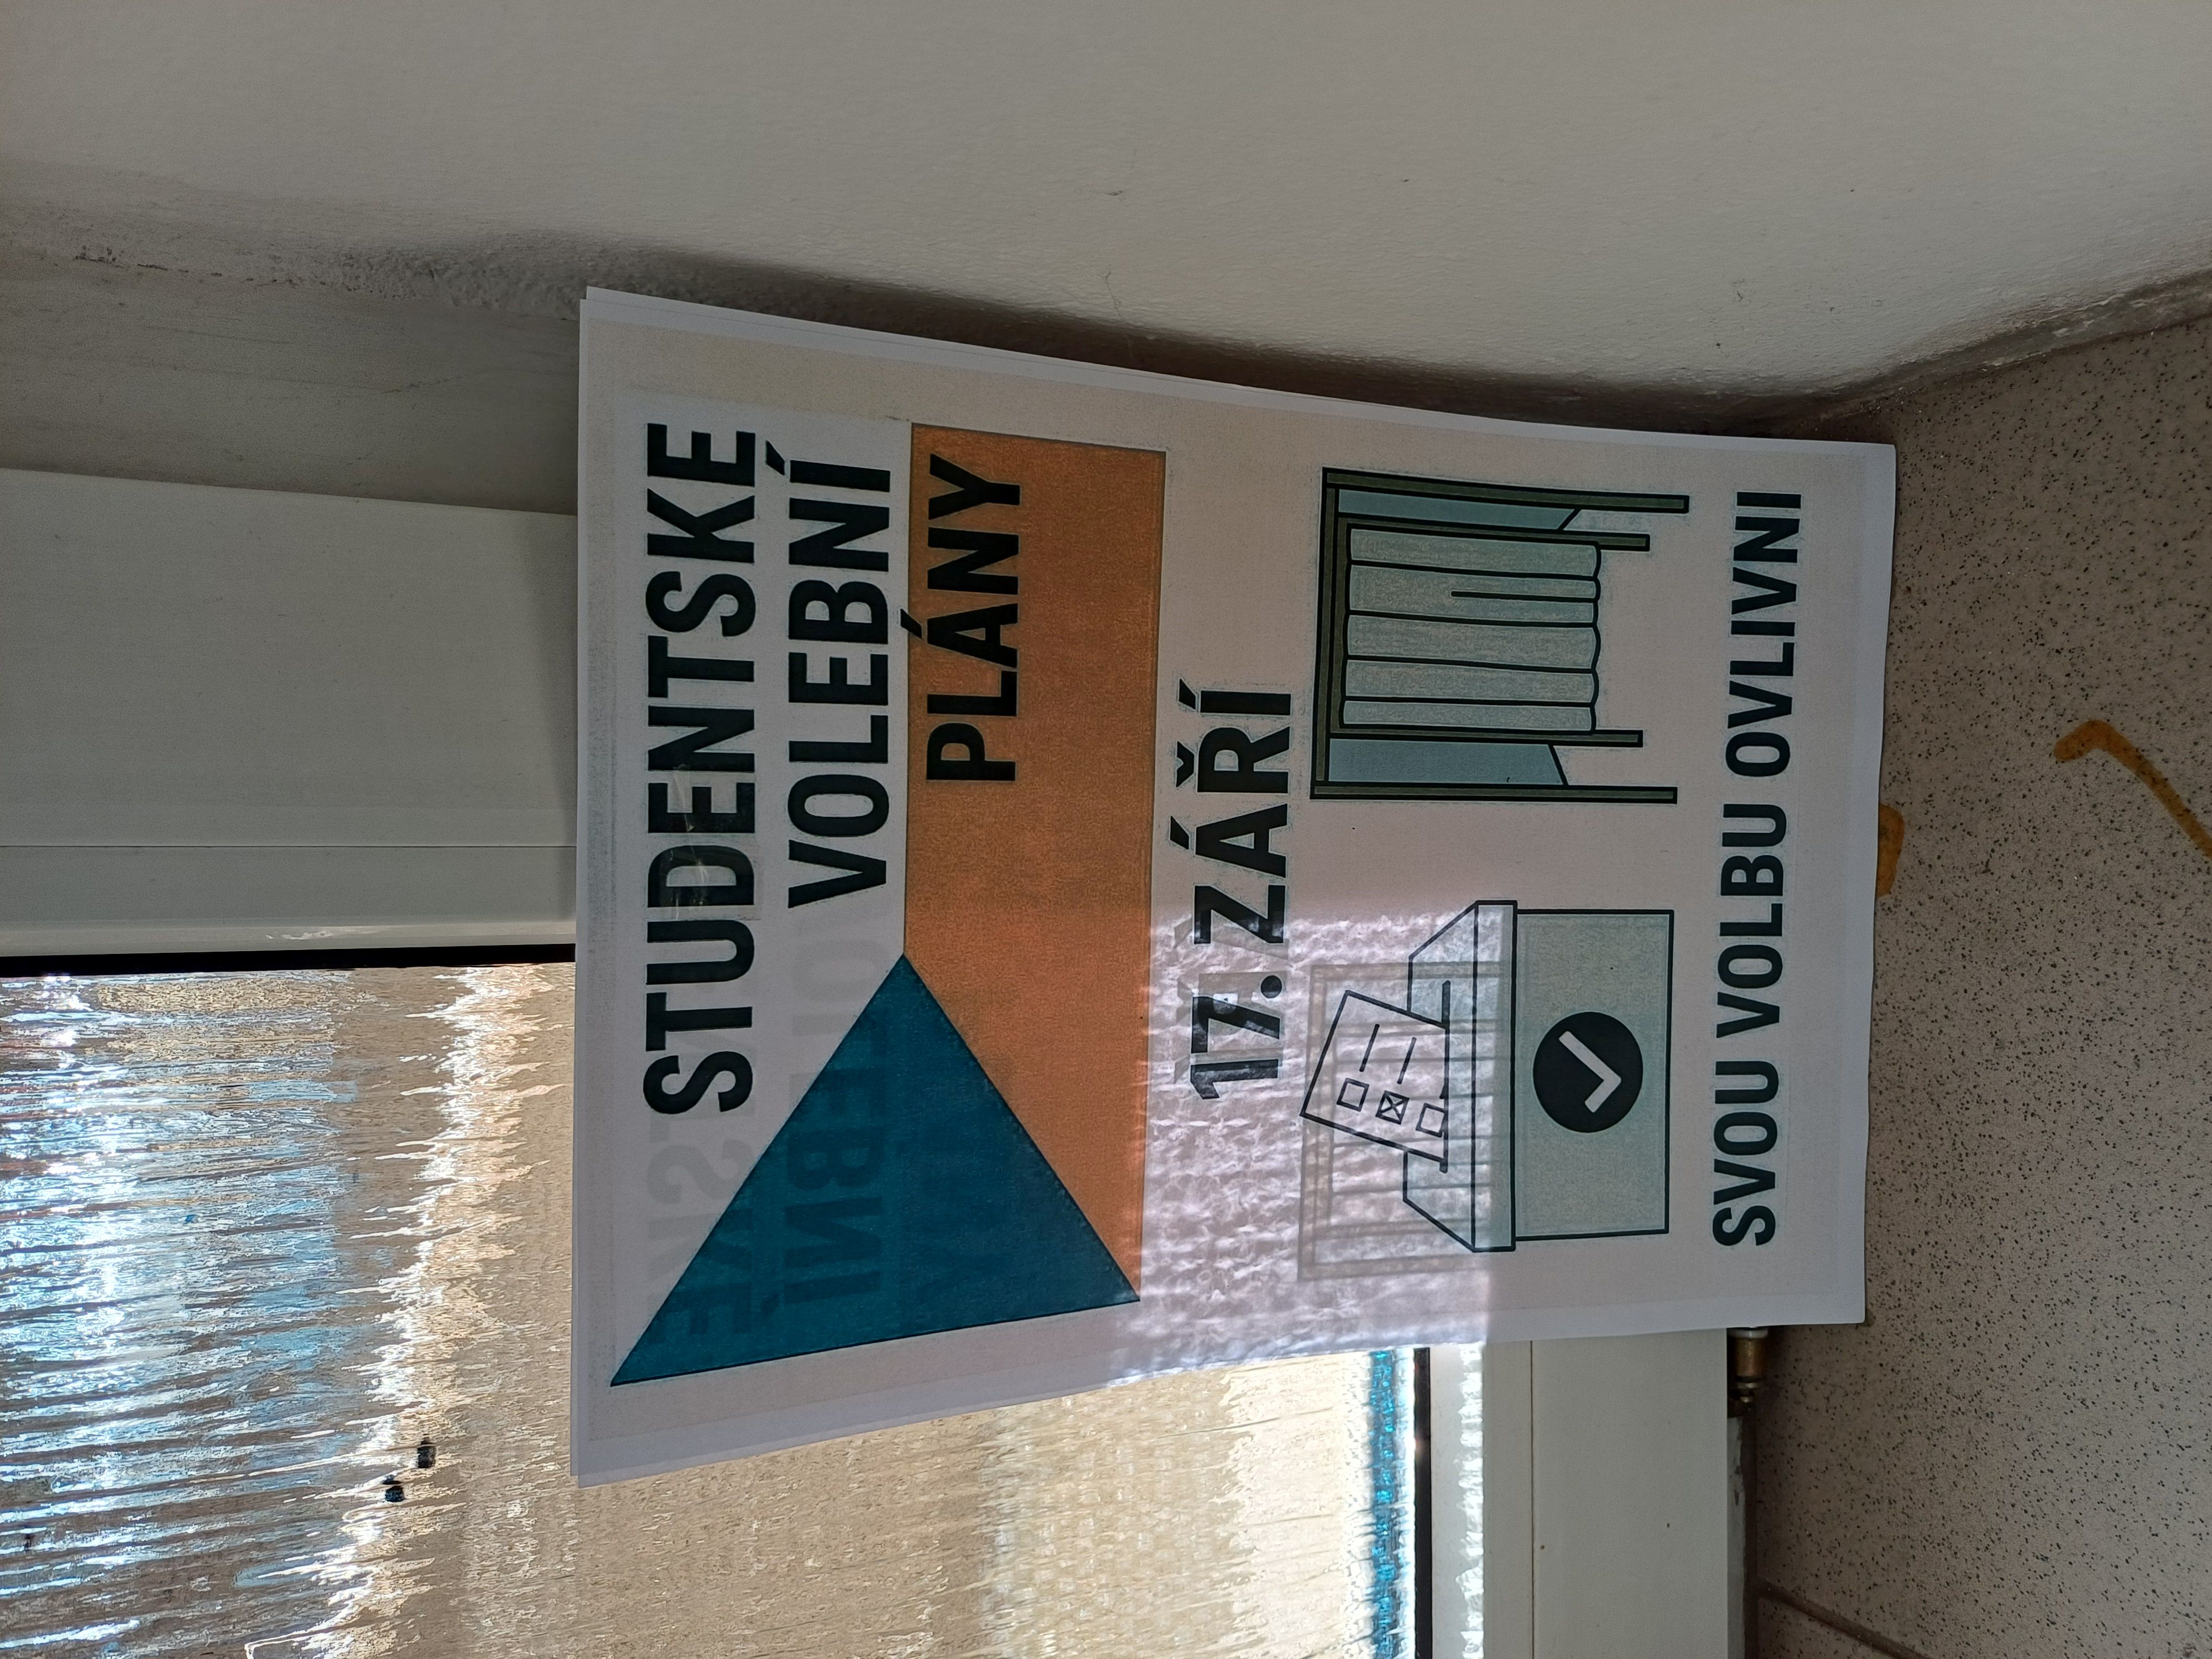 STUDENTSKÉ
VOLEBNÍ
PLÁNY
17. ZÁŘÍ
SVOU VOLBU OVLIVNI